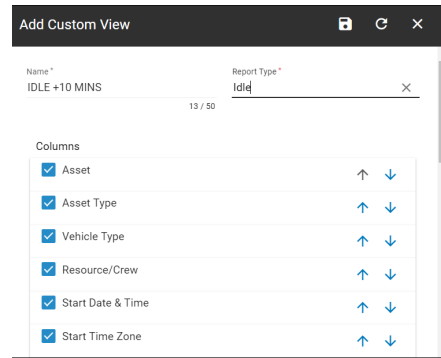 Add Custom View
Name* Report Type*
IDLE +10 MINS Idle
13 / 50
Columns
Asset
Asset Type
Vehicle Type
Resource/Crew
Start Date & Time
Start Time Zone